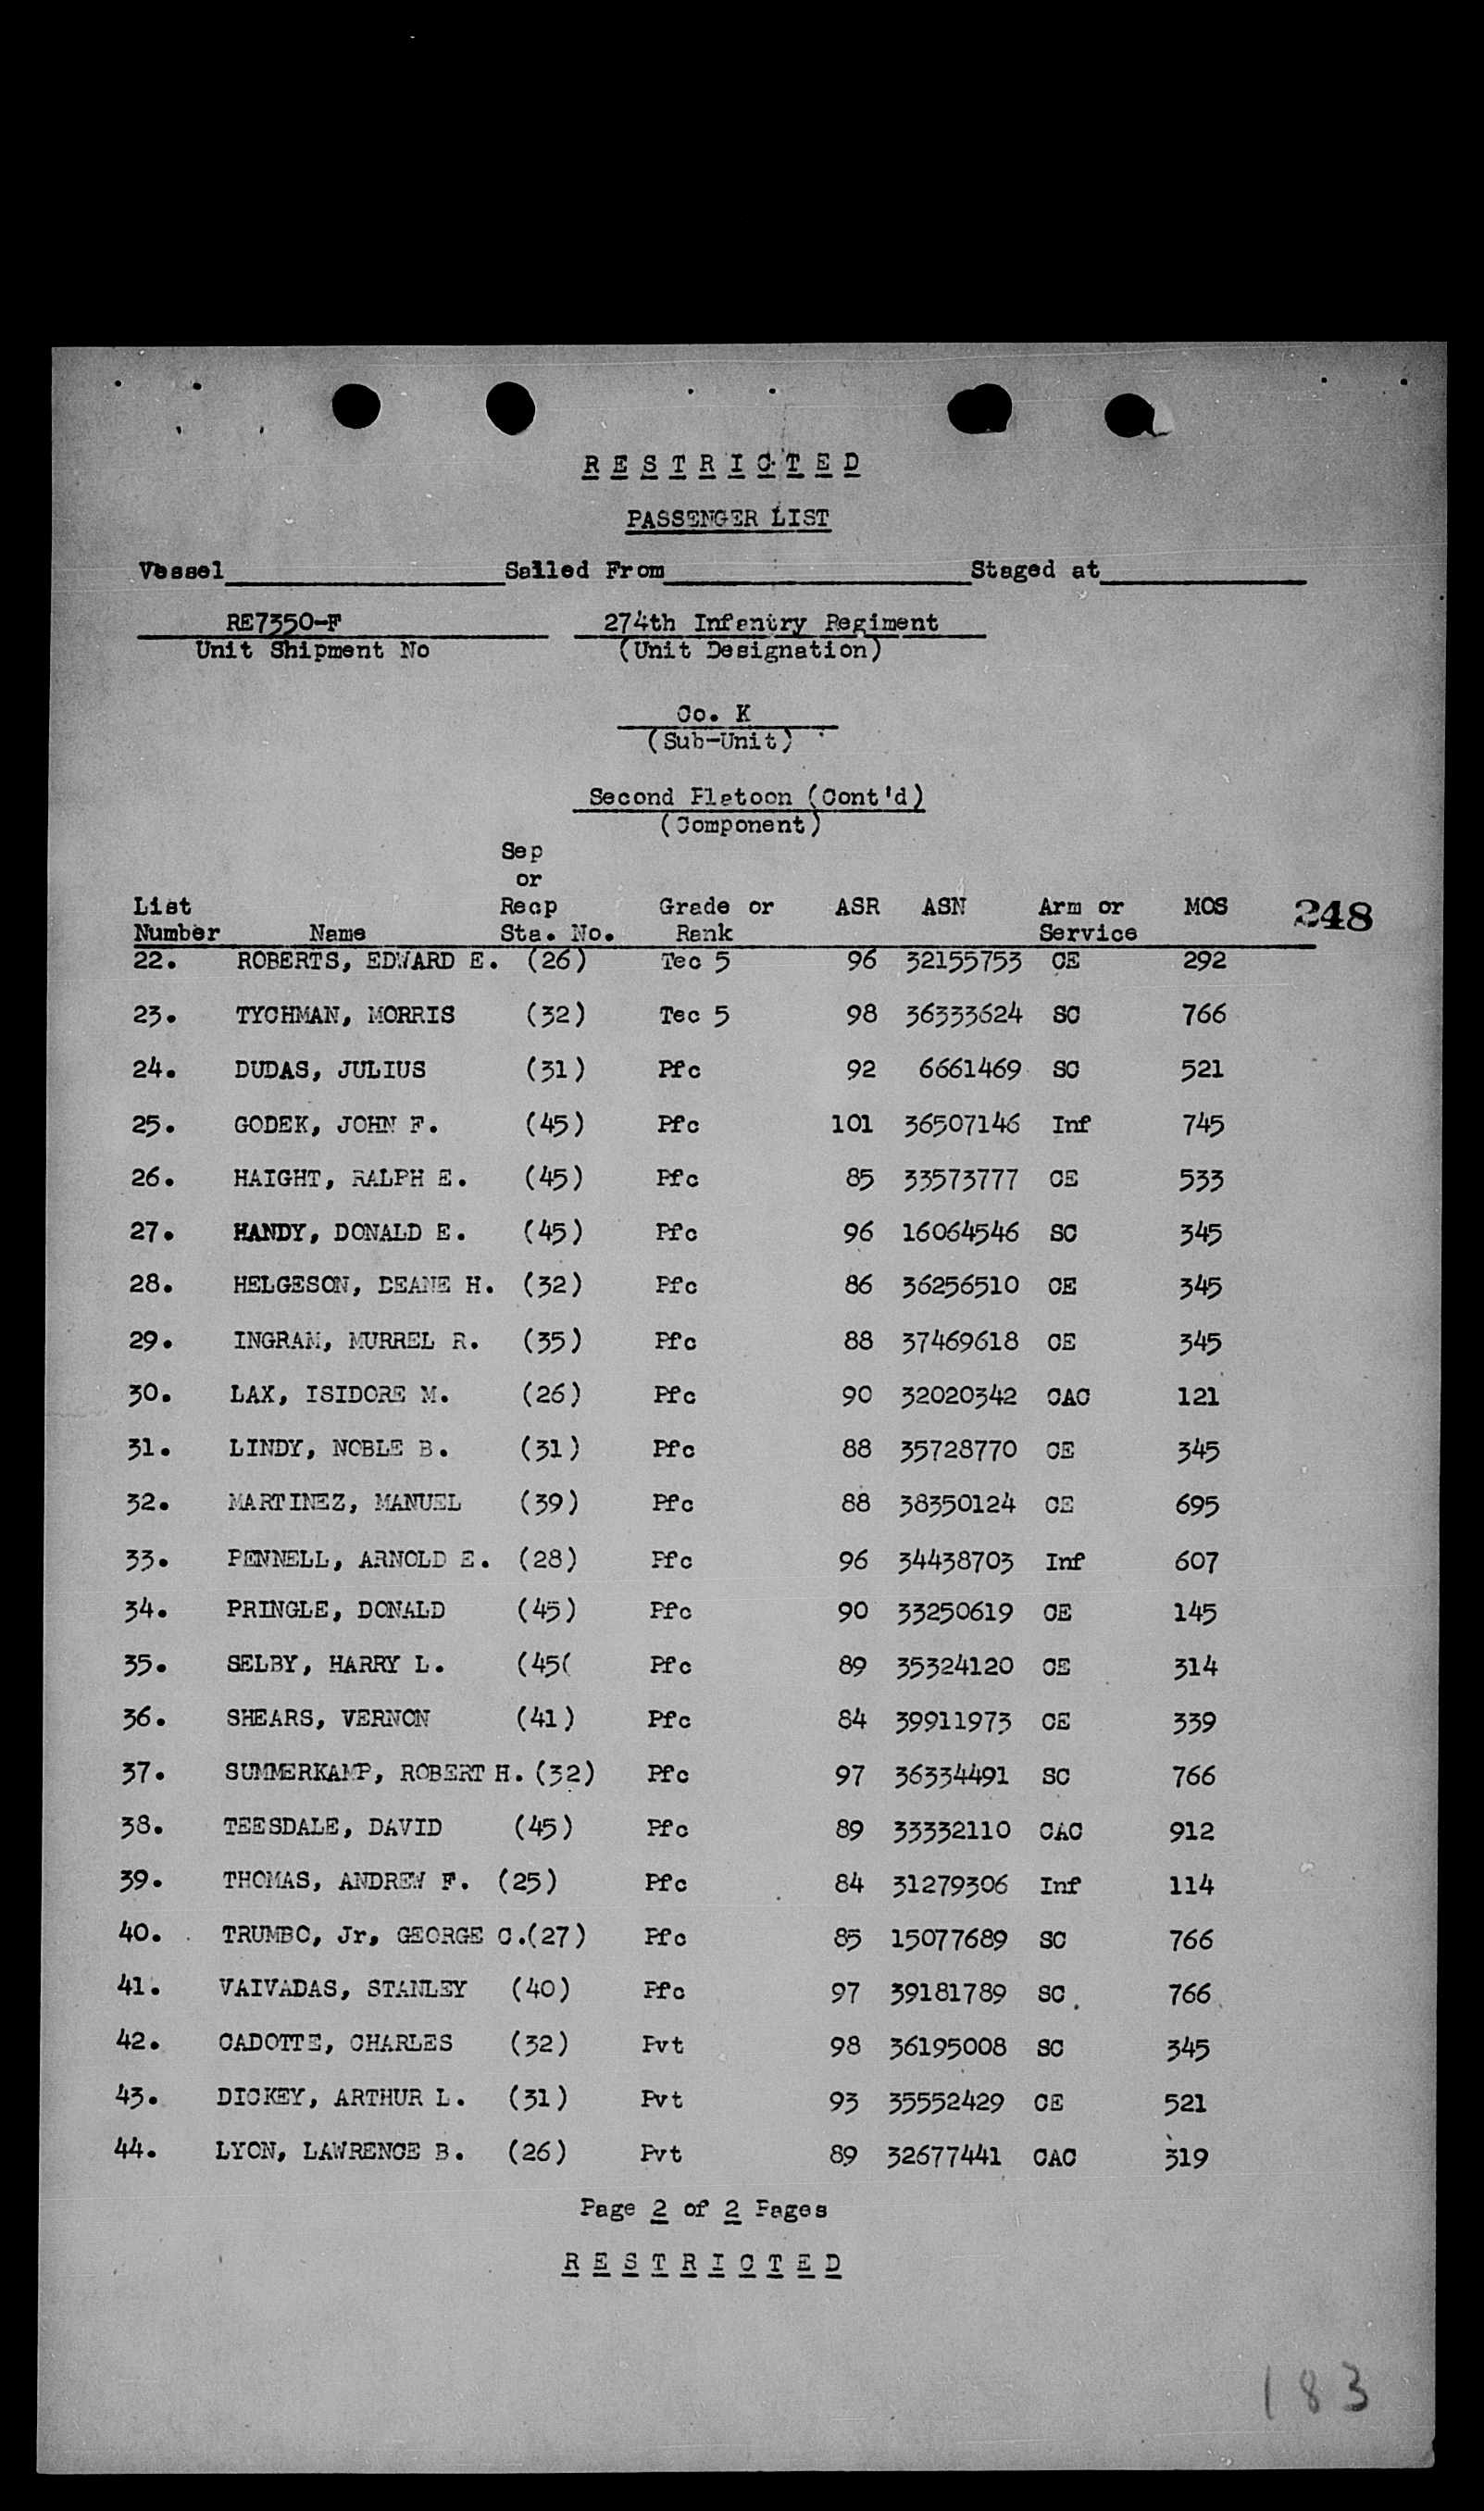 RESTRICTED
PASSENGER LIST
Vessel Sailed From Staged at
RE7350-F 274th Infantry Regiment
Unit Shipment No (Unit Designation)
Co. K
(Sub-Unit)
Second Platoon (Cont'd)
(Component)
Sep
or
List Recp Grade or ASR ASN Arm or MOS 248
Number Name Sta. No. Rank Service
22. ROBERTS, EDWARD E. (26) Tec 5 96 32155753 CE 292
23. TYCHMAN, MORRIS (32) Tec 5 98 36333624 SC 766
24. DUDAS, JULIUS (31) Pfc 92 6661469 SC 521
25. GODEK, JOHN F. (45) Pfc 101 36507146 Inf 745
26. HAIGHT, RALPH E. (45) Pfc 85 33573777 CE 533
27. HANDY, DONALD E. (45) Pfc 96 16064546 SC 345
28. HELGESON, DEANE H. (32) Pfc 86 36256510 CE 345
29. INGRAM, MURREL R. (35) Pfc 88 37469618 CE 345
30. LAX, ISIDORE M. (26) Pfc 90 32020342 CAC 121
31. LINDY, NOBLE B. (31) Pfc 88 35728770 CE 345
32. MARTINEZ, MANUEL (39) Pfc 88 38350124 CE 695
33. PENNELL, ARNOLD E. (28) Pfc 96 34438703 Inf 607
34. PRINGLE, DONALD (45) Pfc 90 33250619 CE 145
35. SELBY, HARRY L. (45( Pfc 89 35324120 CE 314
36. SHEARS, VERNON (41) Pfc 84 39911973 CE 339
37. SUMMERKAMP, ROBERT H. (32) Pfc 97 36334491 SC 766
38. TEESDALE, DAVID (45) Pfc 89 33332110 CAC 912
39. THOMAS, ANDREW F. (25) Pfc 84 31279306 Inf 114
40. TRUMBO, Jr, GEORGE C.(27) Pfc 85 15077689 SC 766
41. VAIVADAS, STANLEY (40) Pfc 97 39181789 SC 766
42. CADOTTE, CHARLES (32) Pvt 98 36195008 SC 345
43. DICKEY, ARTHUR L. (31) Pvt 93 35552429 CE 521
44. LYON, LAWRENCE B. (26) Pvt 89 32677441 CAC 319
Page 2 of 2 Pages
RESTRICTED
183